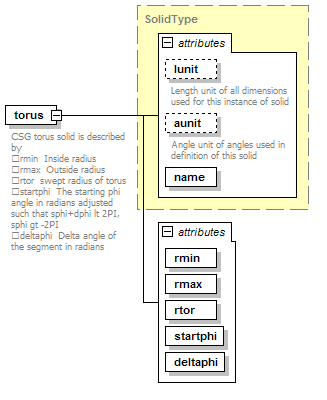 SolidType
attributes
lunit
Length unit of all dimensions
used for this instance of solid
aunit
Angle unit of angles used in
definition of this solid
name
torus
CSG torus solid is described
by
□rmin Inside radius
□rmax Outside radius
□rtor swept radius of torus
□startphi The starting phi
angle in radians adjusted
such that sphi+dphi lt 2PI,
sphi gt -2PI
□deltaphi Delta angle of
the segment in radians
attributes
rmin
rmax
rtor
startphi
deltaphi